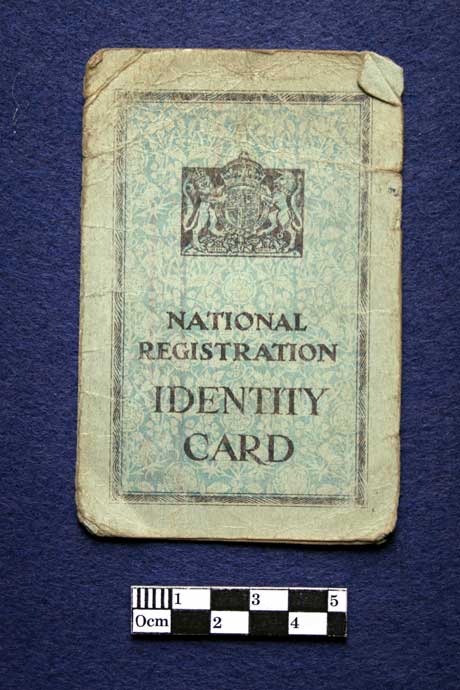 NATIONAL
REGISTRATION
IDENTITY
CARD
1 3 5
0cm 2 4